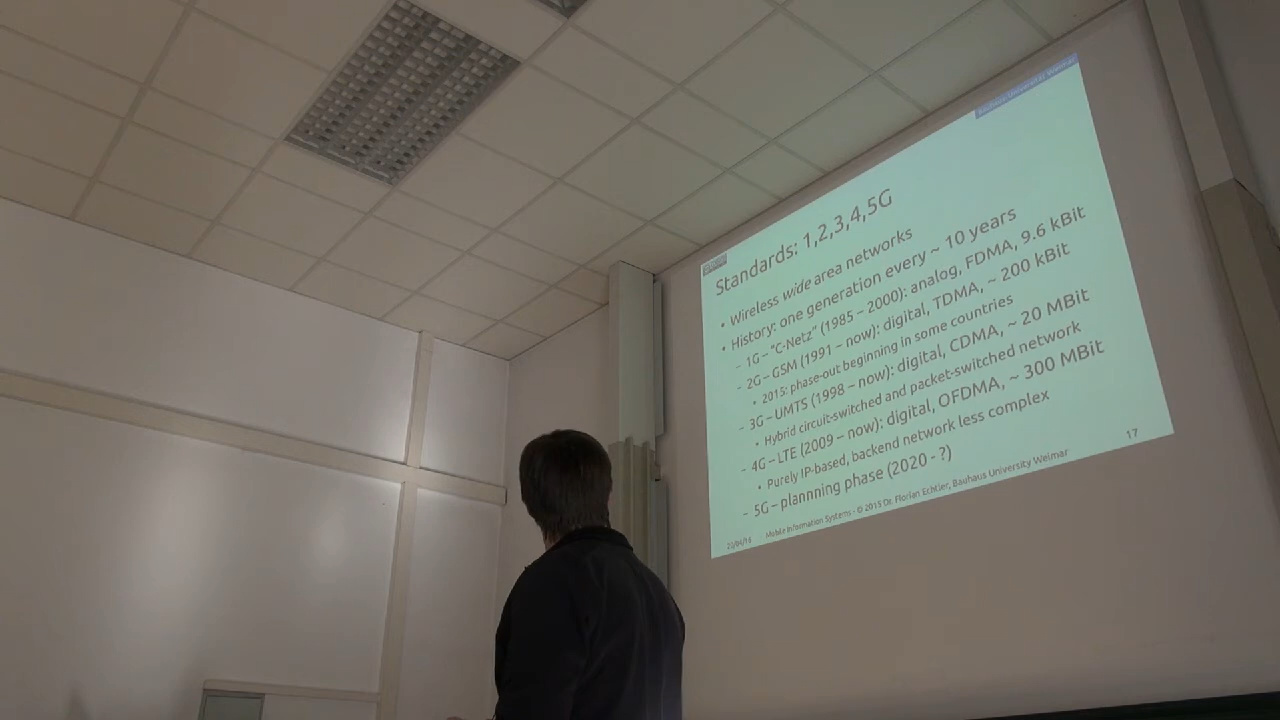 Bauhaus-Universität Weimar
Standards: 1,2,3,4,5G
• Wireless wide area networks
• History: one generation every ~ 10 years
– 1G – "C-Netz" (1985 – 2000): analog, FDMA, 9.6 kBit
– 2G – GSM (1991 – now): digital, TDMA, ~ 200 kBit
• 2015: phase-out beginning in some countries
– 3G – UMTS (1998 – now): digital, CDMA, ~ 20 MBit
• Hybrid circuit-switched and packet-switched network
– 4G – LTE (2009 – now): digital, OFDMA, ~ 300 MBit
• Purely IP-based, backend network less complex
– 5G – plannning phase (2020 - ?)
Mobile Information Systems - © 2015 Dr. Florian Echtler, Bauhaus University Weimar
17